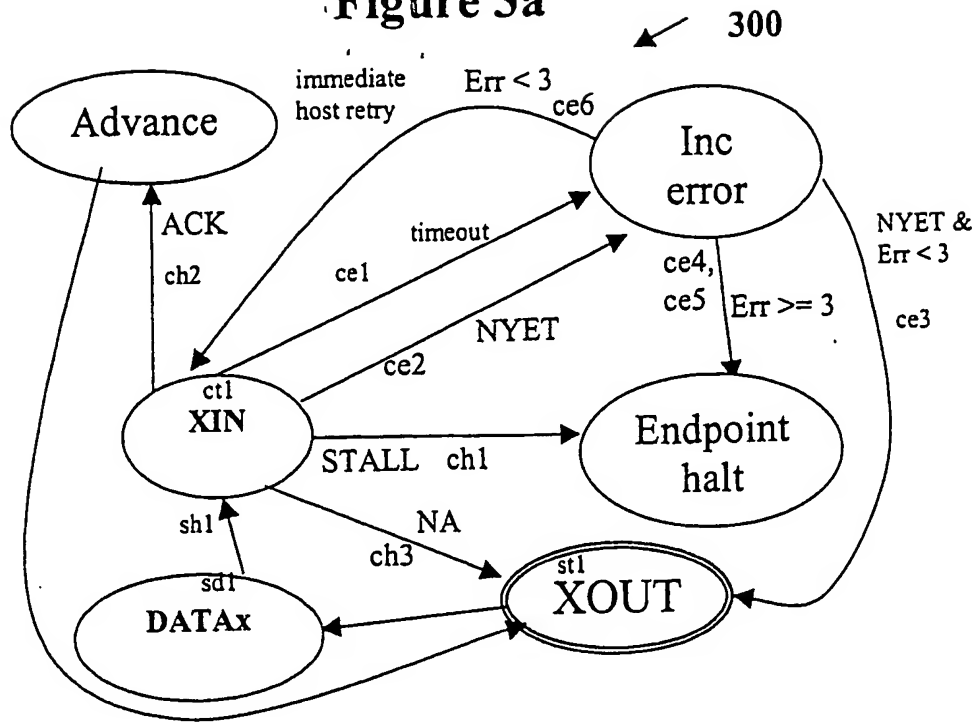 Figure 3a
300
immediate
host retry
Err < 3
ce6
Advance
Inc
error
ACK
ch2
timeout
ce1
NYET &
Err < 3
ce3
ce4,
ce5
Err >= 3
NYET
ce2
ct1
XIN
Endpoint
halt
STALL ch1
sh1
NA
ch3
st1
XOUT
sd1
DATAx